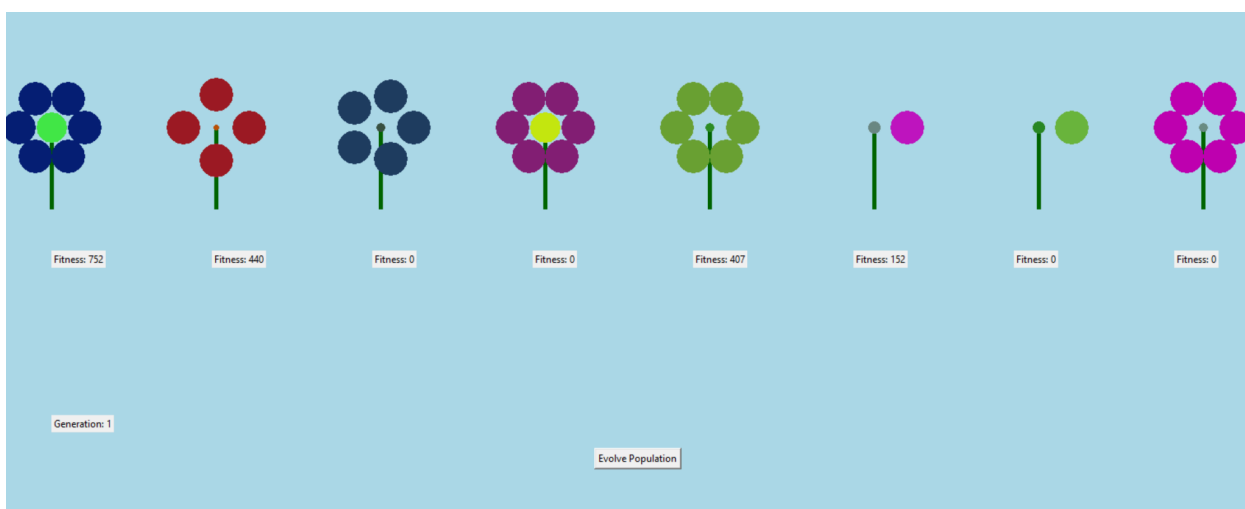 Fitness: 752
Fitness: 440
Fitness: 0
Fitness: 0
Fitness: 407
Fitness: 152
Fitness: 0
Fitness: 0
Generation: 1
Evolve Population